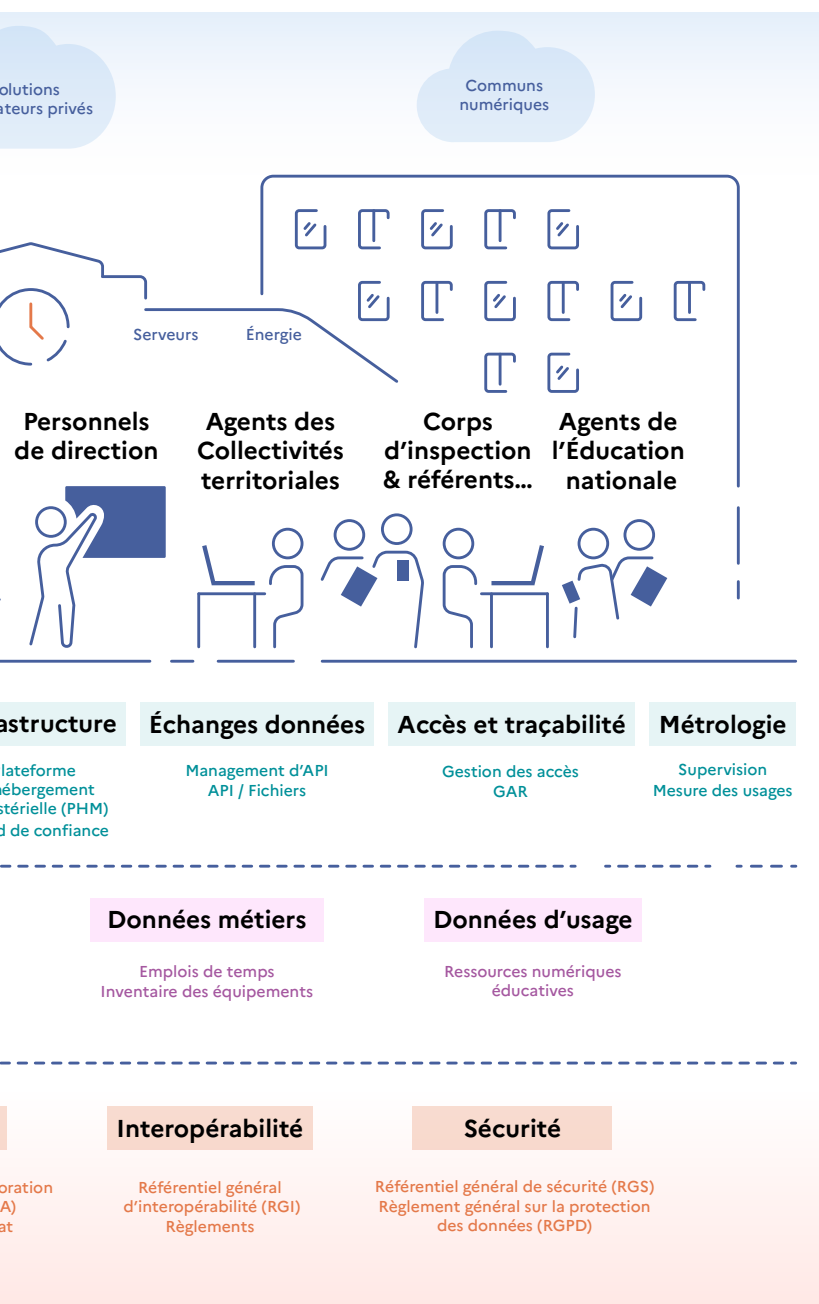 olutions
ateurs privés
Communs
numériques
Serveurs
Énergie
Personnels
de direction
Agents des
Collectivités
territoriales
Corps
d'inspection
& référents...
Agents de
l'Éducation
nationale
astructure
lateforme
ébergement
stérielle (PHM)
d de confiance
Échanges données
Management d'API
API / Fichiers
Accès et traçabilité
Gestion des accès
GAR
Métrologie
Supervision
Mesure des usages
Données métiers
Emplois de temps
Inventaire des équipements
Données d'usage
Ressources numériques
éducatives
oration
A)
at
Interopérabilité
Référentiel général
d'interopérabilité (RGI)
Règlements
Sécurité
Référentiel général de sécurité (RGS)
Règlement général sur la protection
des données (RGPD)